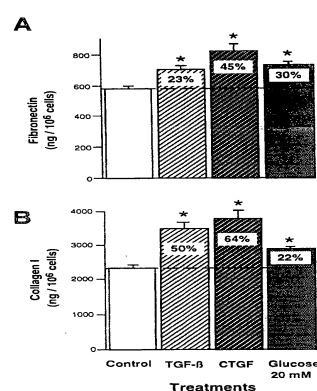 A
Fibronectin
(ng / 10⁶ cells)
800
600
400
200
0
*
23%
*
45%
*
30%
B
Collagen I
(ng / 10⁶ cells)
4000
3000
2000
1000
0
*
50%
*
64%
*
22%
Control TGF-ß CTGF Glucose
20 mM
Treatments